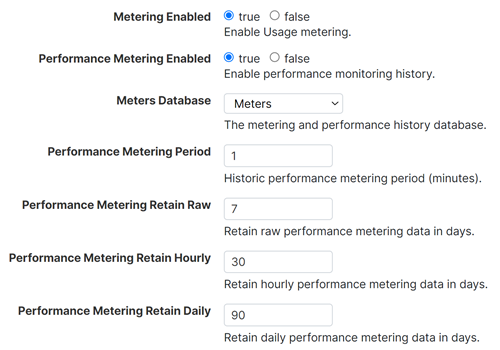 Metering Enabled true false
Enable Usage metering.
Performance Metering Enabled true false
Enable performance monitoring history.
Meters Database Meters
The metering and performance history database.
Performance Metering Period 1
Historic performance metering period (minutes).
Performance Metering Retain Raw 7
Retain raw performance metering data in days.
Performance Metering Retain Hourly 30
Retain hourly performance metering data in days.
Performance Metering Retain Daily 90
Retain daily performance metering data in days.